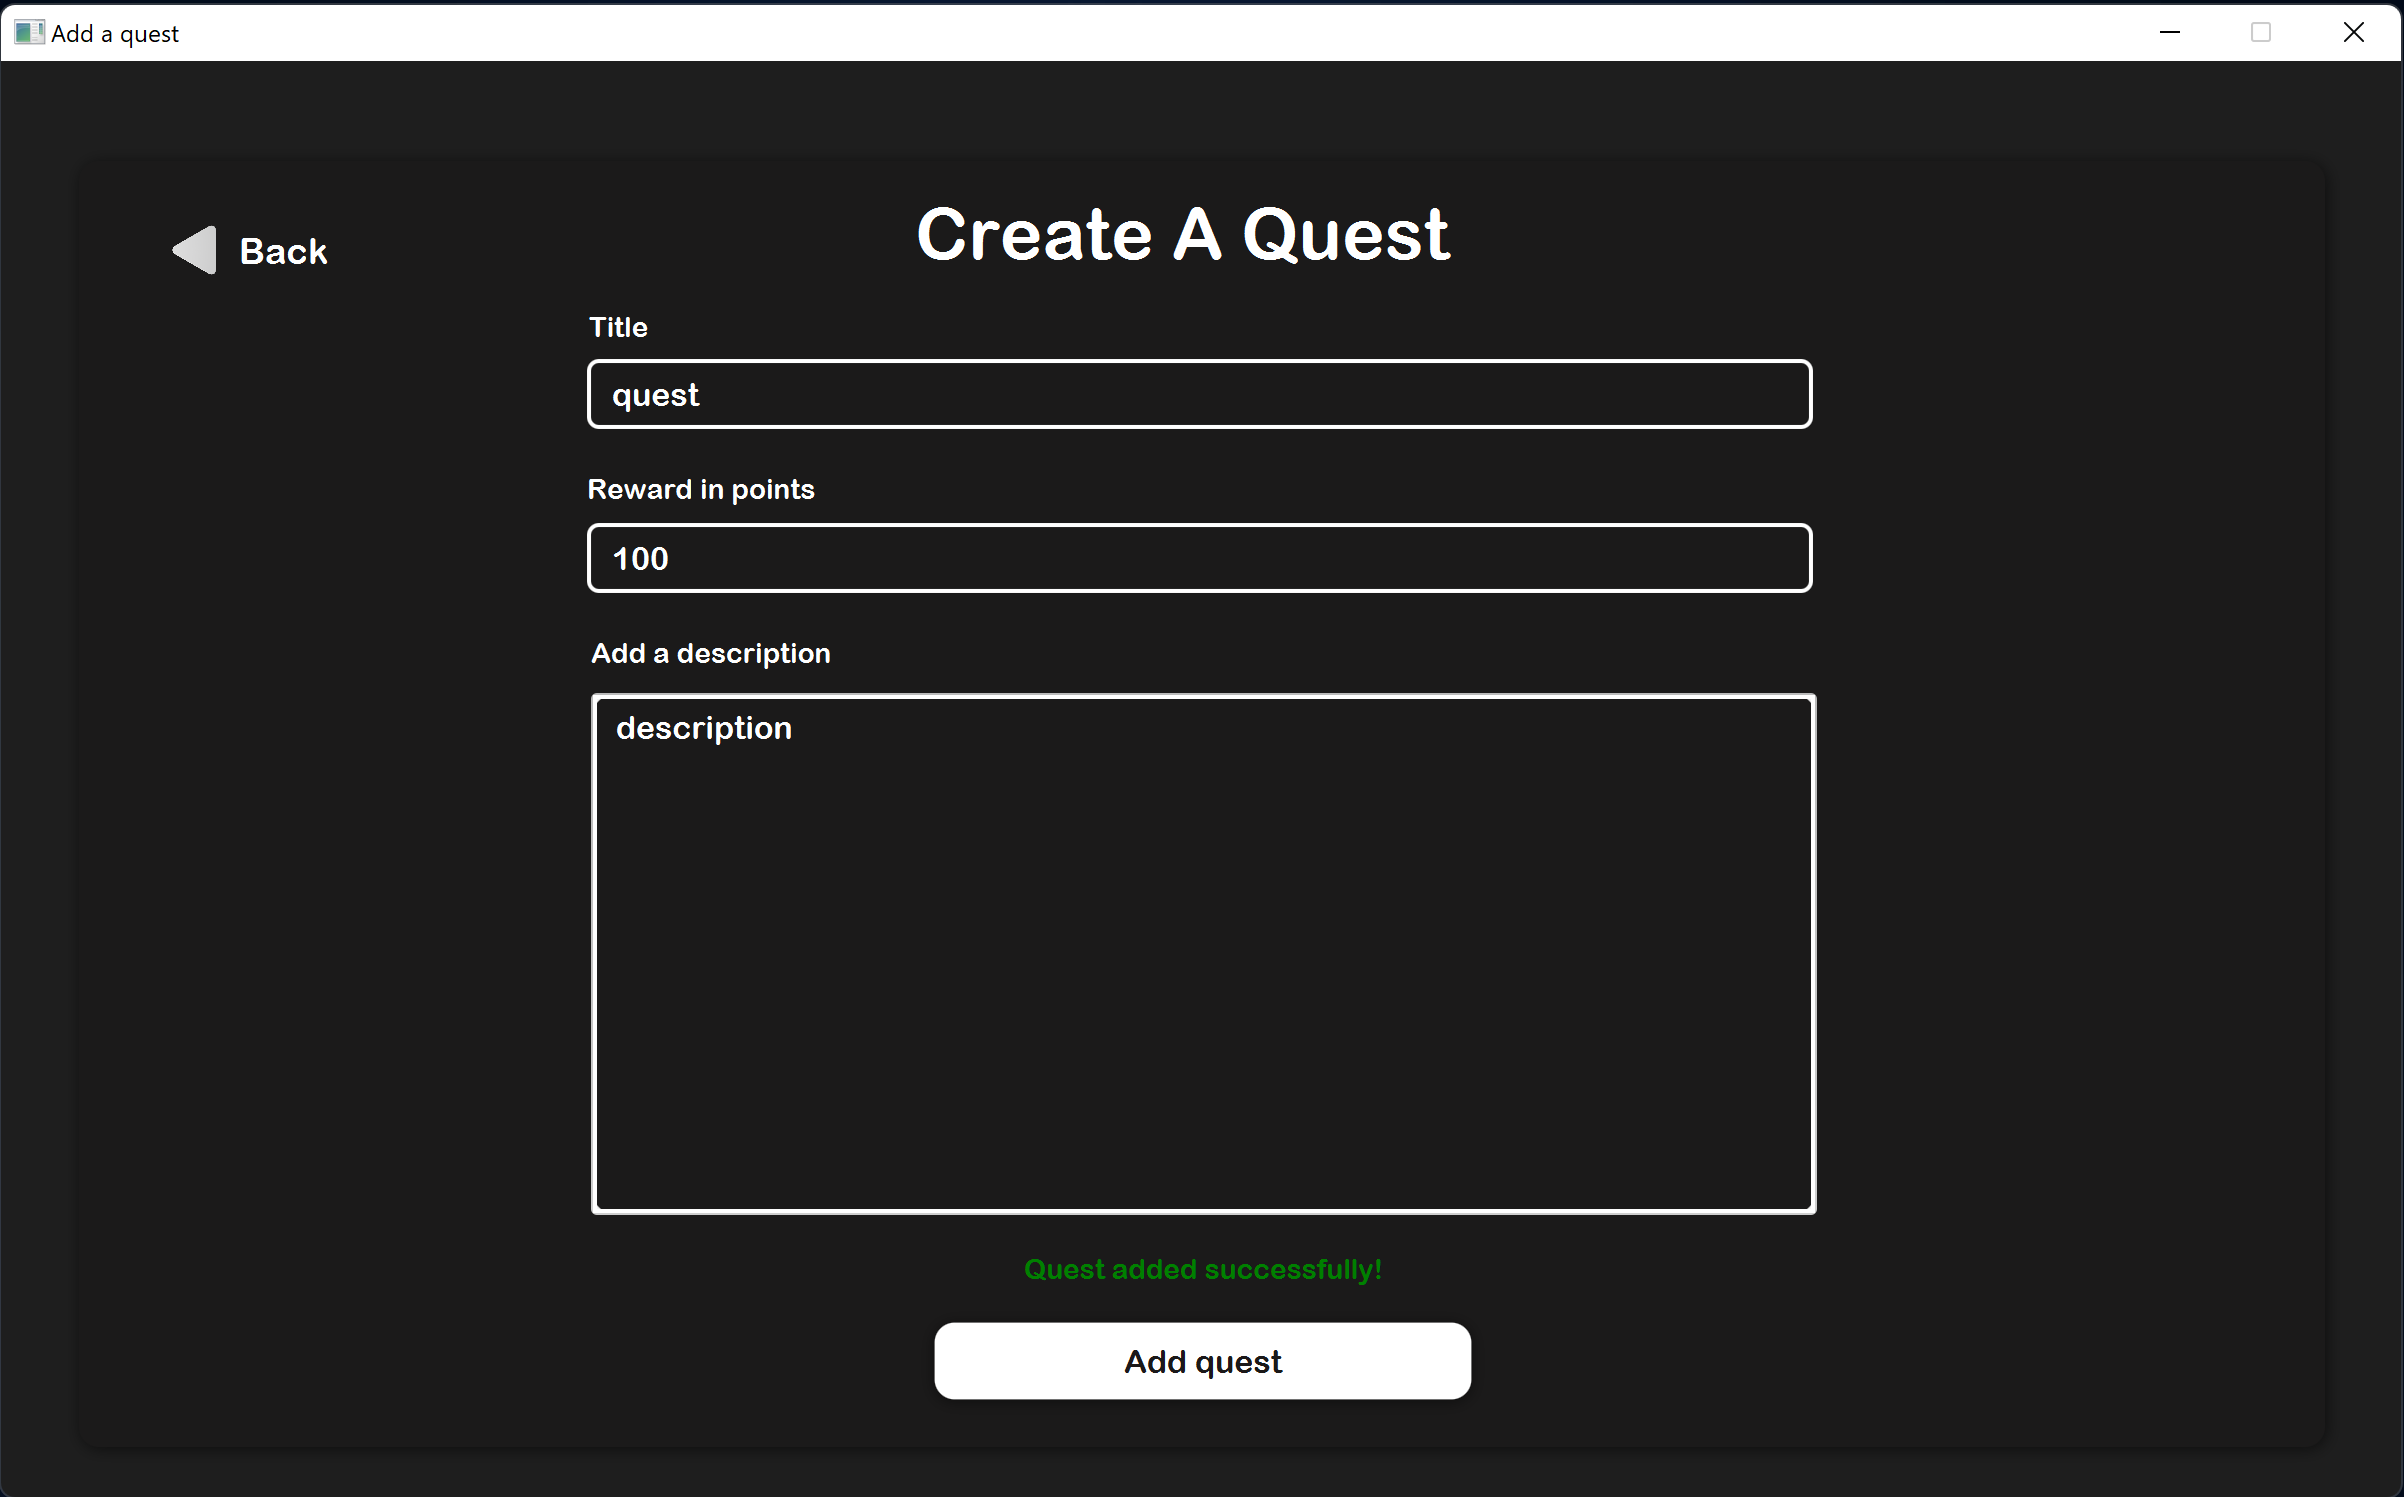 Add a quest
Back
Create A Quest
Title
quest
Reward in points
100
Add a description
description
Quest added successfully!
Add quest